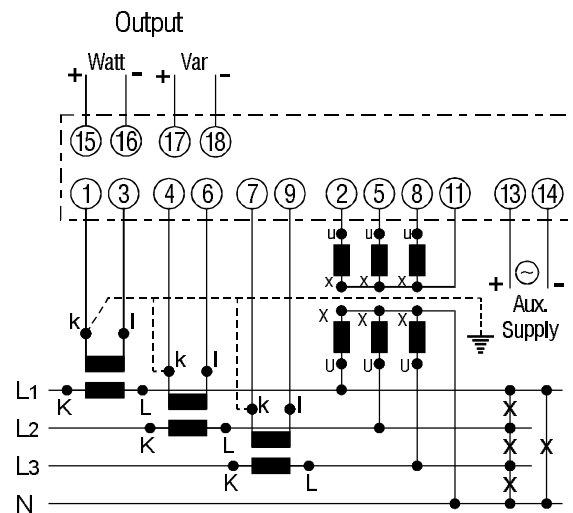 Output
+ Watt - + Var -
15 16 17 18
1 3 4 6 7 9 2 5 8 11 13 14
u u u
x x x
+ ~ -
Aux.
Supply
X X X
k l
k l
U U U
k l
L1 K L X
L2 K L X X
L3 K L X
N